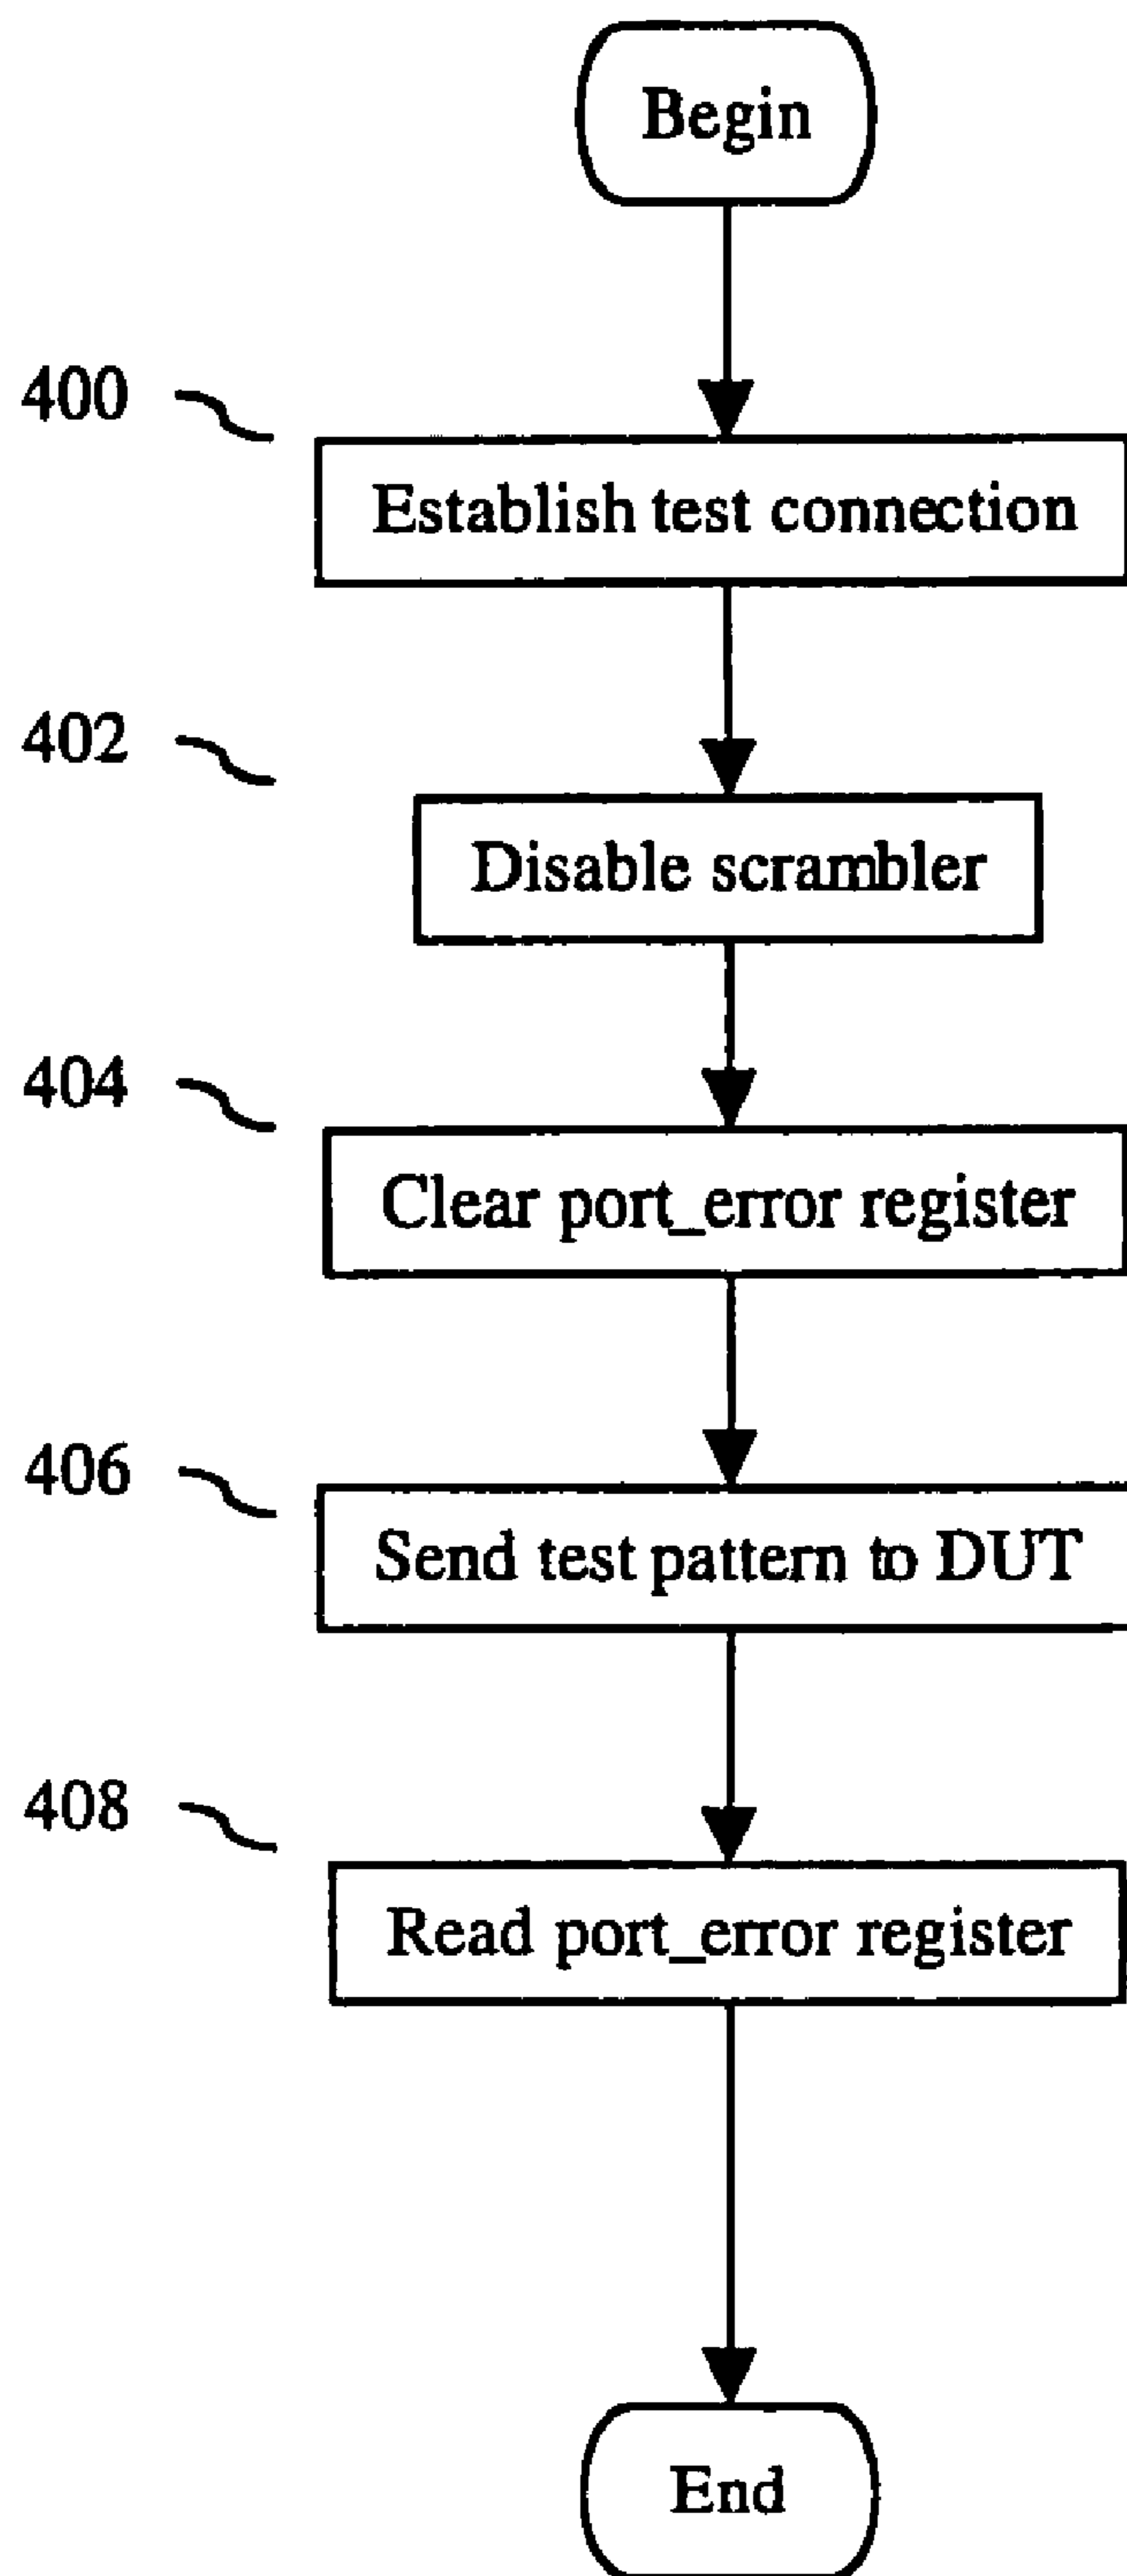 Begin
400
Establish test connection
402
Disable scrambler
404
Clear port_error register
406
Send test pattern to DUT
408
Read port_error register
End